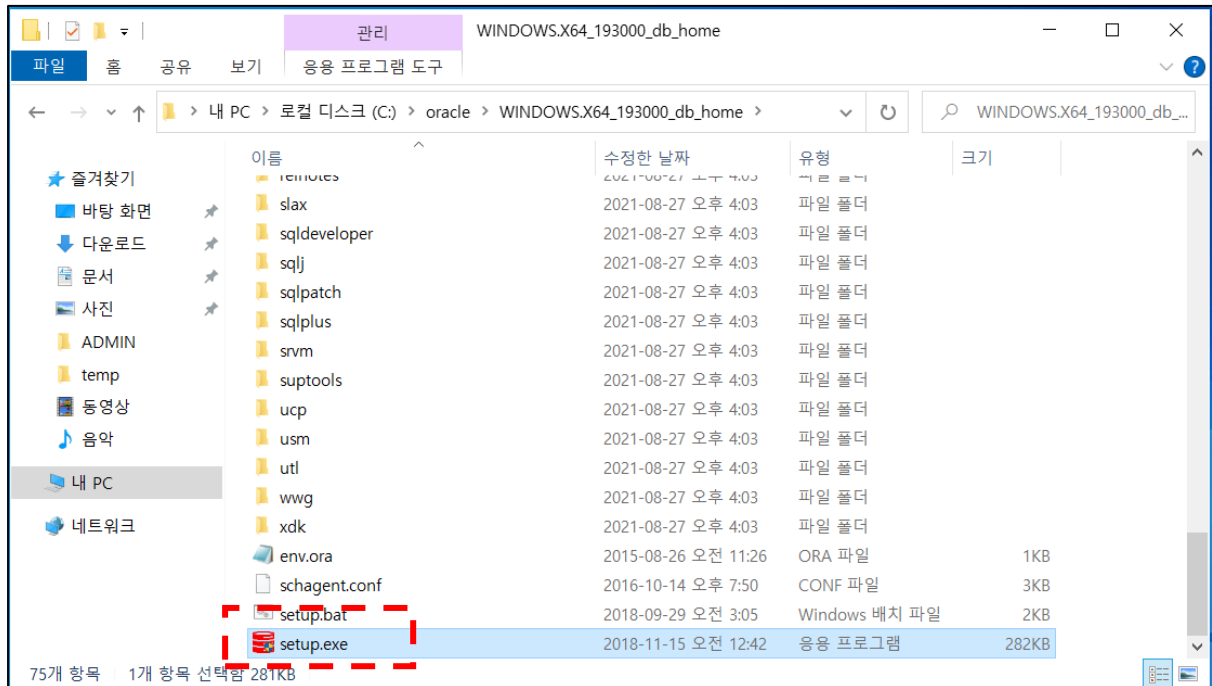 관리 WINDOWS.X64_193000_db_home
파일 홈 공유 보기 응용 프로그램 도구
내 PC > 로컬 디스크 (C:) > oracle > WINDOWS.X64_193000_db_home > WINDOWS.X64_193000_db_...
이름 수정한 날짜 유형 크기
즐겨찾기
바탕 화면
다운로드
문서
사진
ADMIN
temp
동영상
음악
내 PC
네트워크
relnotes 2021-08-27 오후 4:03 파일 폴더
slax 2021-08-27 오후 4:03 파일 폴더
sqldeveloper 2021-08-27 오후 4:03 파일 폴더
sqlj 2021-08-27 오후 4:03 파일 폴더
sqlpatch 2021-08-27 오후 4:03 파일 폴더
sqlplus 2021-08-27 오후 4:03 파일 폴더
srvm 2021-08-27 오후 4:03 파일 폴더
suptools 2021-08-27 오후 4:03 파일 폴더
ucp 2021-08-27 오후 4:03 파일 폴더
usm 2021-08-27 오후 4:03 파일 폴더
utl 2021-08-27 오후 4:03 파일 폴더
wwg 2021-08-27 오후 4:03 파일 폴더
xdk 2021-08-27 오후 4:03 파일 폴더
env.ora 2015-08-26 오전 11:26 ORA 파일 1KB
schagent.conf 2016-10-14 오후 7:50 CONF 파일 3KB
setup.bat 2018-09-29 오전 3:05 Windows 배치 파일 2KB
setup.exe 2018-11-15 오전 12:42 응용 프로그램 282KB
75개 항목 1개 항목 선택함 281KB